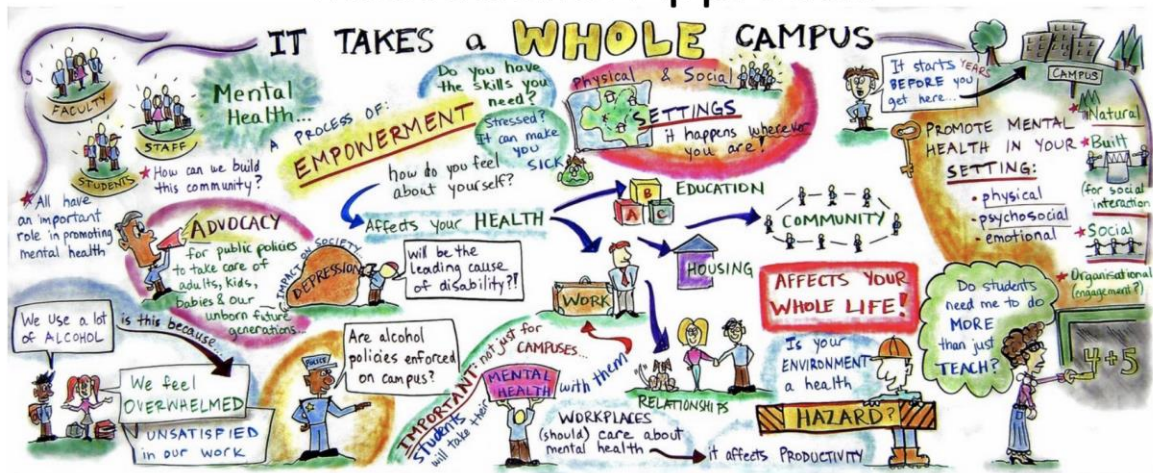 IT TAKES a WHOLE CAMPUS
FACULTY
STAFF
STUDENTS
Mental
Health...
★ How can we build
this community?
★ All have
an important
role in promoting
mental health
A PROCESS OF:
EMPOWERMENT
Do you have
the skills you
need?
Stressed?
It can make
you
SICK
how do you feel
about yourself?
Affects your HEALTH
Physical & Social
SETTINGS
it happens wherever
you are!
It starts YEARS
BEFORE you
get here...
CAMPUS
PROMOTE MENTAL
HEALTH IN YOUR
SETTING:
• physical
• psychosocial
• emotional
★ Natural
★ Built
(for social
interaction)
★ Social
★ Organisational
(engagement?)
ADVOCACY
for public policies
to take care of
adults, kids,
babies & our
unborn future
generations...
IMPACT ON SOCIETY
DEPRESSION
will be the
leading cause
of disability?!
B
A C
EDUCATION
COMMUNITY
HOUSING
WORK
AFFECTS YOUR
WHOLE LIFE!
RELATIONSHIPS
We use a lot
of ALCOHOL
is this because...
We feel
OVERWHELMED
UNSATISFIED
in our work
POLICE
Are alcohol
policies enforced
on campus?
IMPORTANT: not just for
CAMPUSES...
students
will take their
MENTAL
HEALTH
with them
WORKPLACES
(should) care about
mental health
it affects PRODUCTIVITY
Is your
ENVIRONMENT
a health
HAZARD?
Do students
need me to do
MORE
than just
TEACH?
4+5